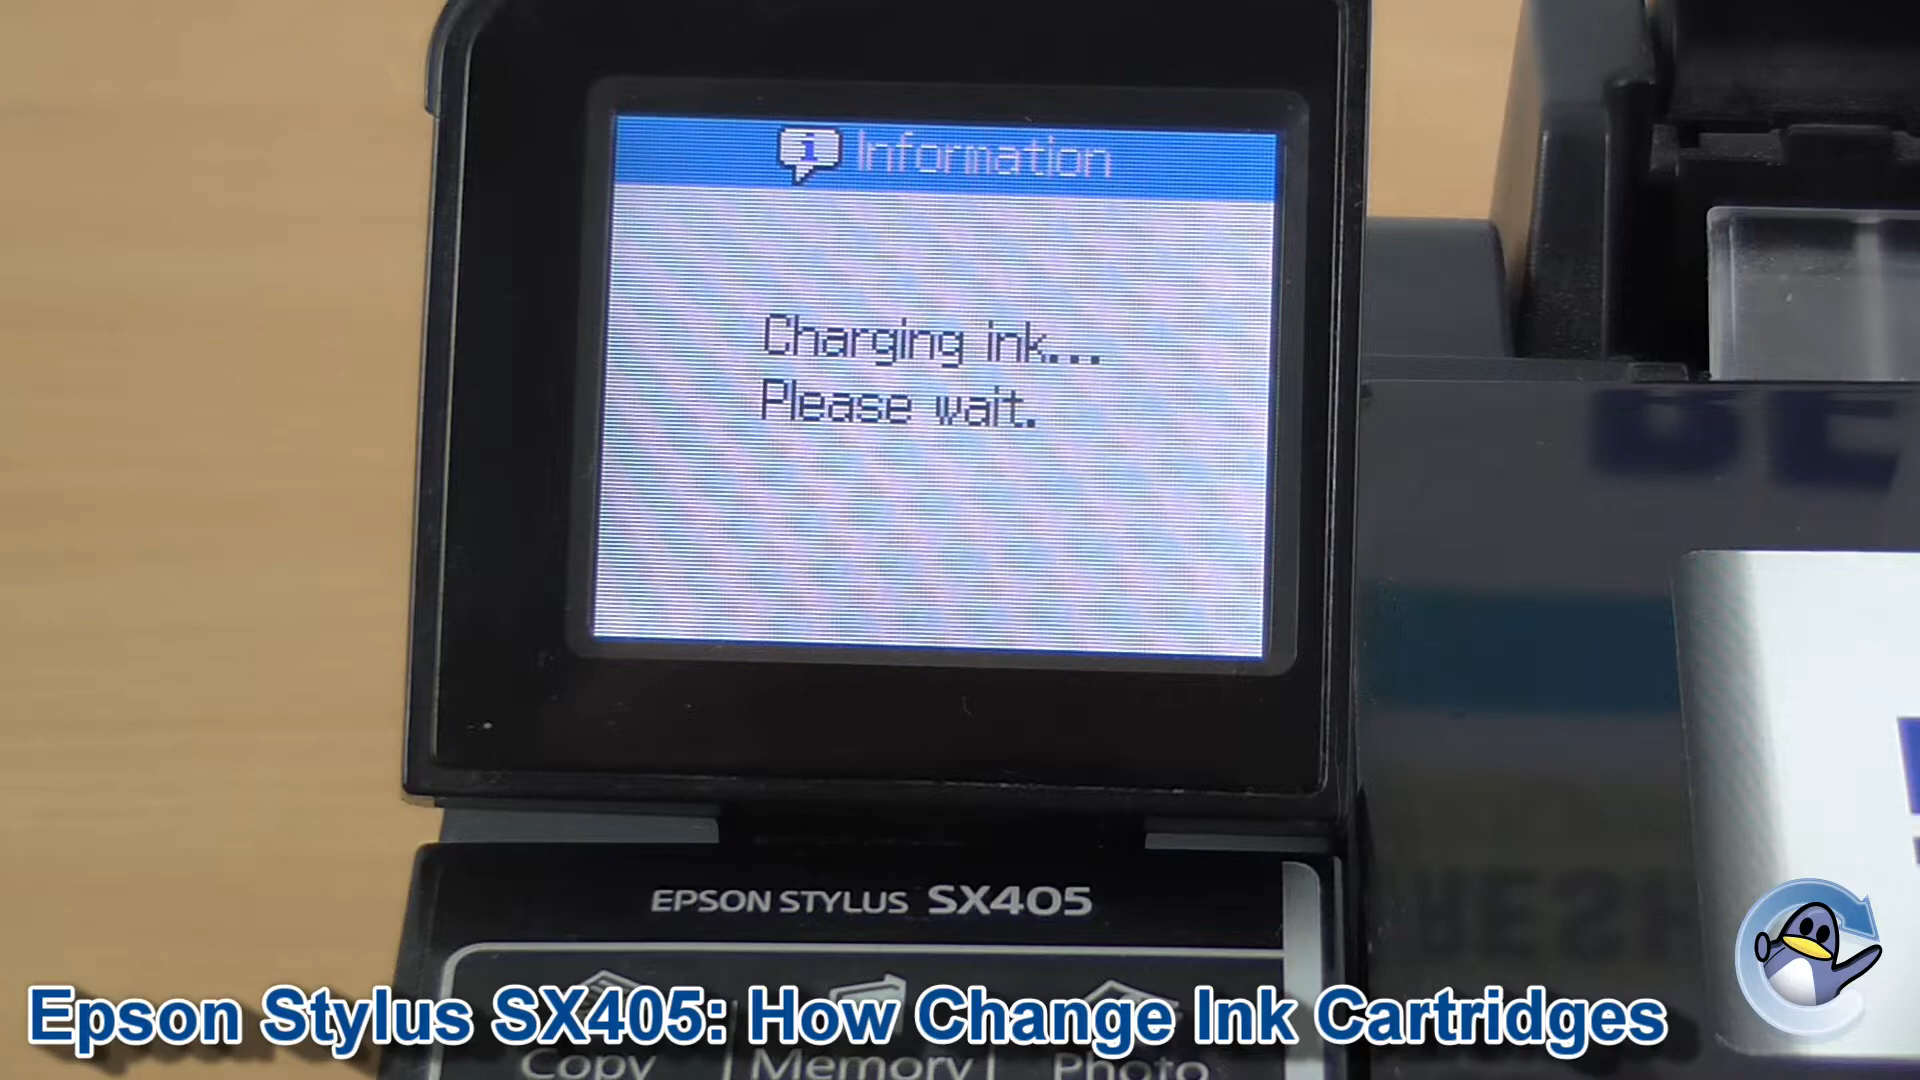 Information
Charging ink...
Please wait.
EPSON STYLUS SX405
Epson Stylus SX405: How Change Ink Cartridges
Copy
Memory
Photo